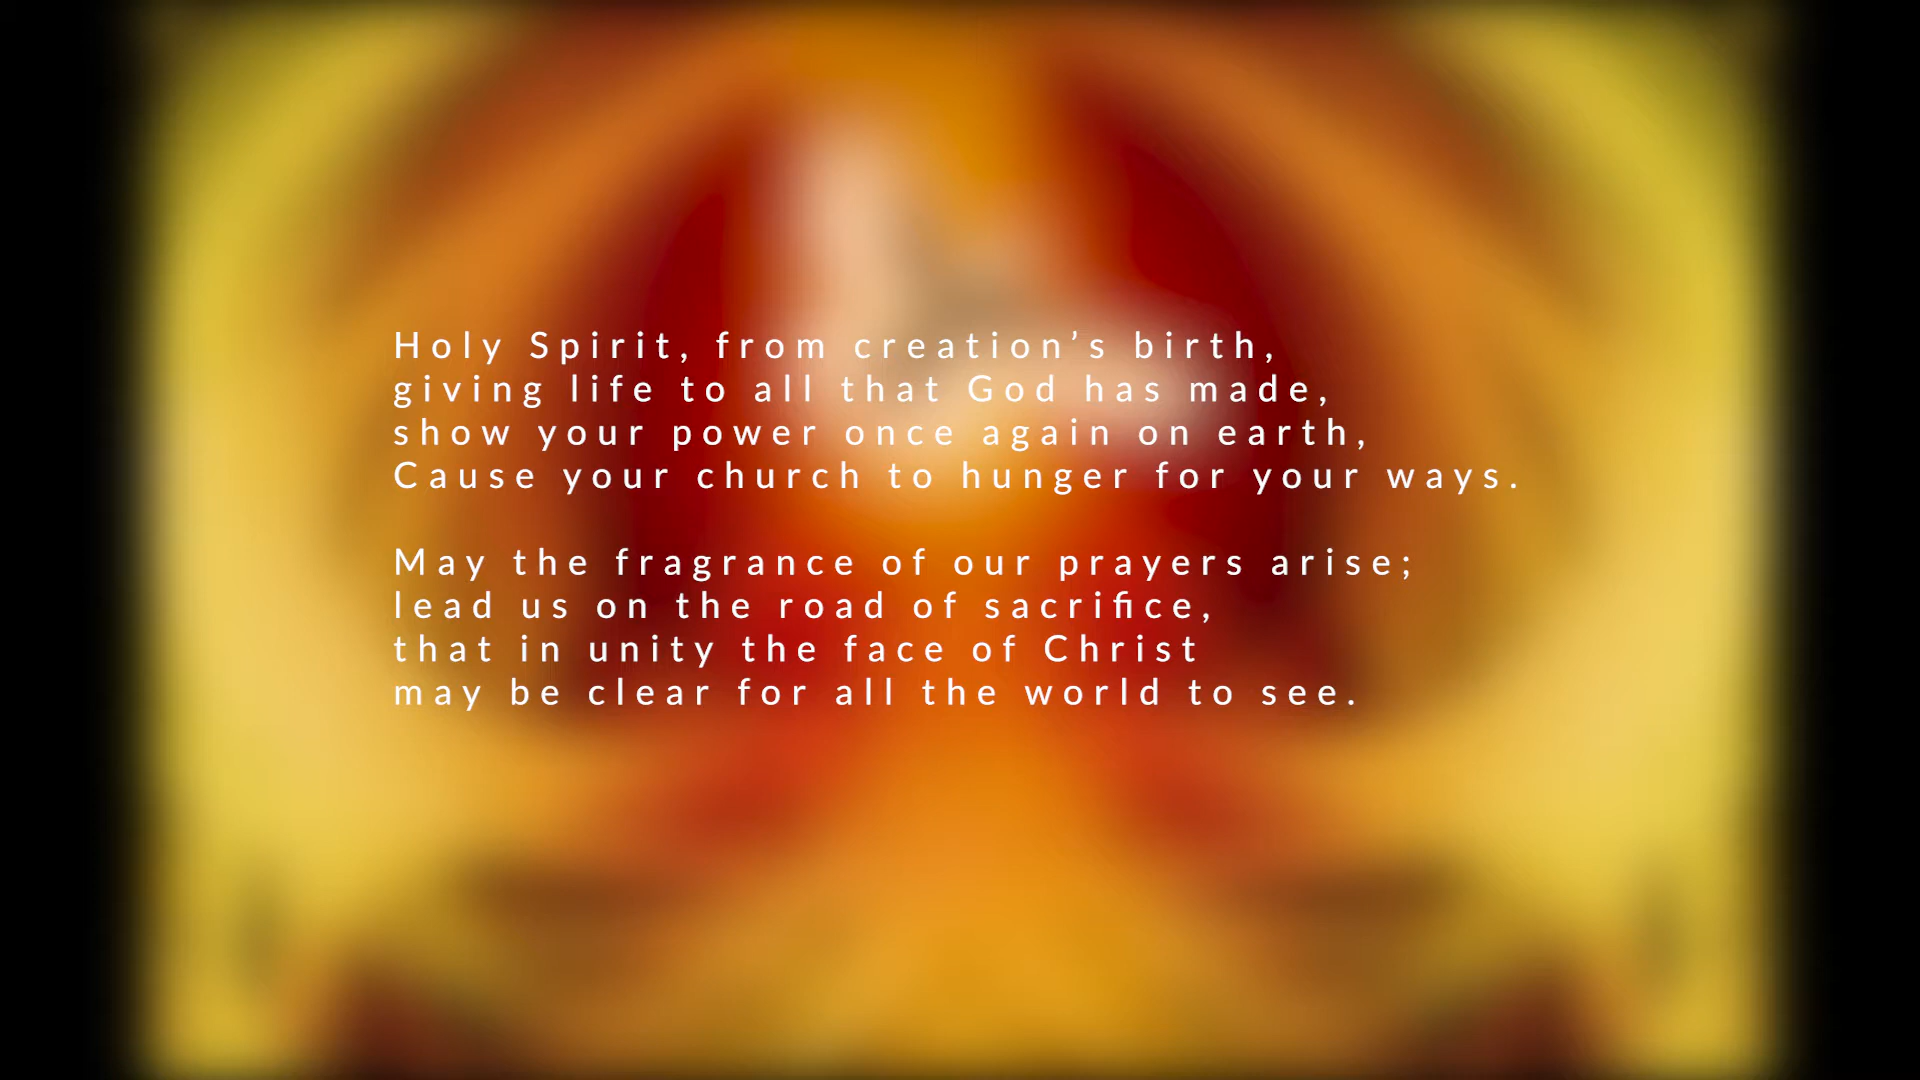 Holy Spirit, from creation’s birth,
giving life to all that God has made,
show your power once again on earth,
Cause your church to hunger for your ways.
May the fragrance of our prayers arise;
lead us on the road of sacrifice,
that in unity the face of Christ
may be clear for all the world to see.